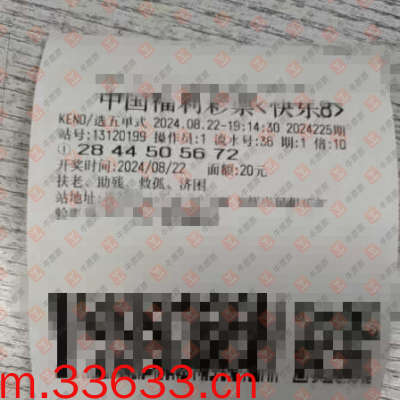 中国福利彩票<快乐8>
KENO/选五单式 2024.08.22-19:14:30 2024225期
站号:13120199 操作员:1 流水号:36 期:1 倍:10
① 28 44 50 56 72
开奖时间:2024/08/22 面额:20元
扶老、助残、救孤、济困
站地址:
m.33633.cn